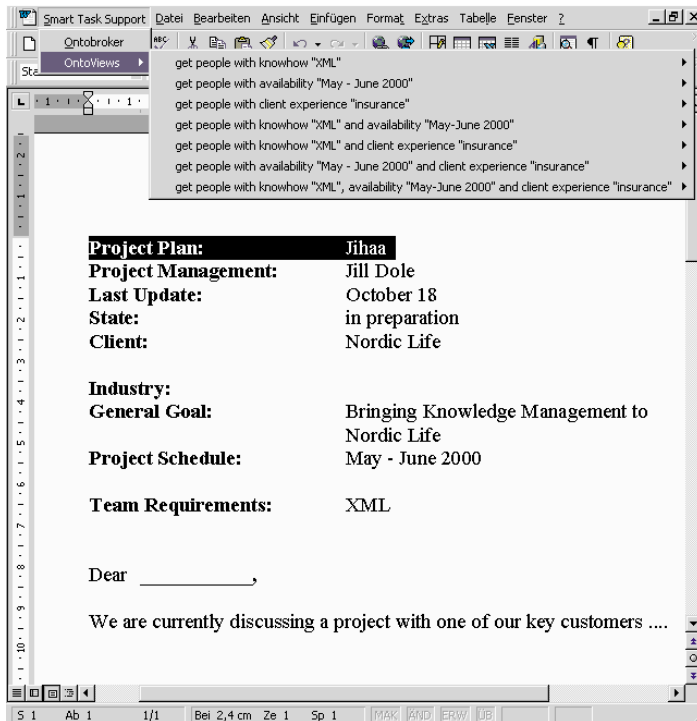 Smart Task Support Datei Bearbeiten Ansicht Einfügen Format Extras Tabelle Fenster ?
Ontobroker
OntoViews
Sta
get people with knowhow "XML"
get people with availability "May - June 2000"
get people with client experience "insurance"
get people with knowhow "XML" and availability "May-June 2000"
get people with knowhow "XML" and client experience "insurance"
get people with availability "May - June 2000" and client experience "insurance"
get people with knowhow "XML", availability "May-June 2000" and client experience "insurance"
Project Plan: Jihaa
Project Management: Jill Dole
Last Update: October 18
State: in preparation
Client: Nordic Life
Industry:
General Goal: Bringing Knowledge Management to
Nordic Life
Project Schedule: May - June 2000
Team Requirements: XML
Dear ___________,
We are currently discussing a project with one of our key customers ....
S 1 Ab 1 1/1 Bei 2,4 cm Ze 1 Sp 1 MAK ÄND ERW ÜB